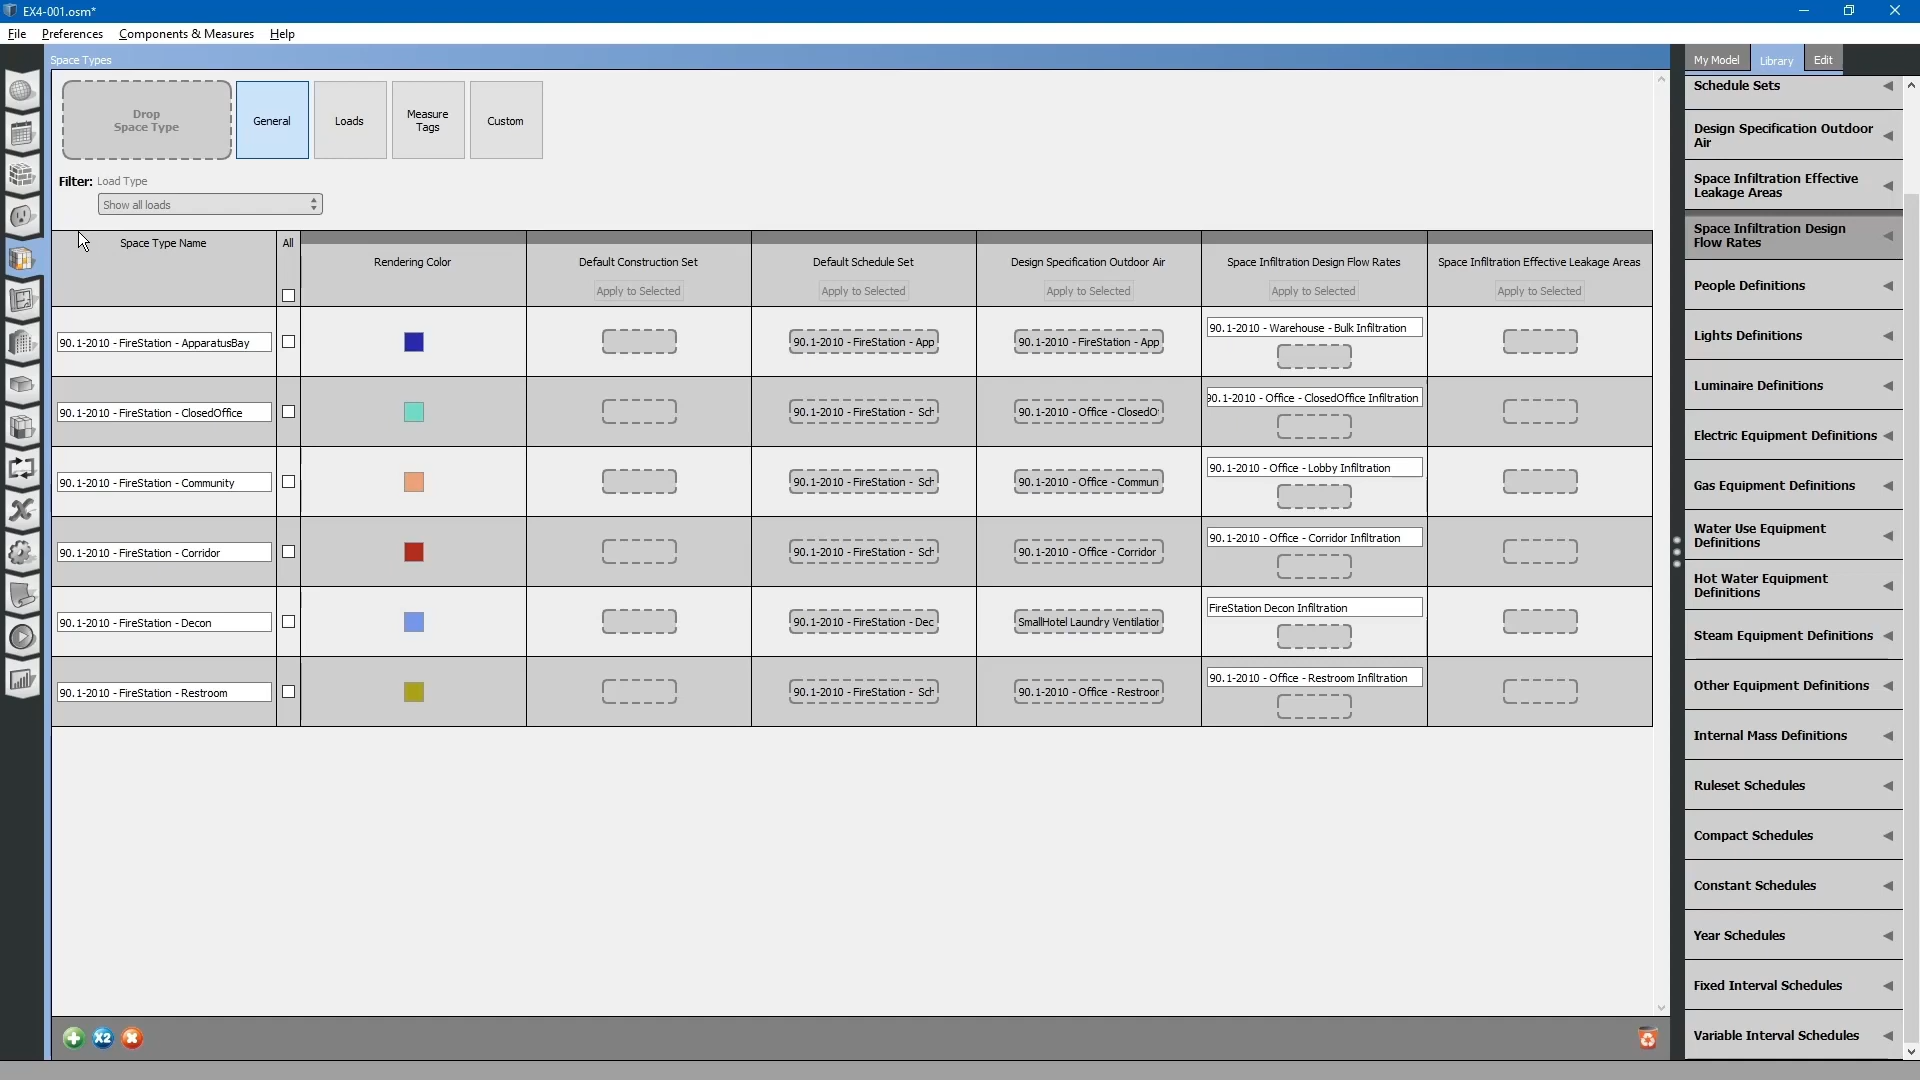 EX4-001.osm*
File Preferences Components & Measures Help
Space Types
My Model Library Edit
Drop
Space Type
General
Loads
Measure
Tags
Custom
Filter: Load Type
Show all loads
Space Type Name
All
Rendering Color
Default Construction Set
Apply to Selected
Default Schedule Set
Apply to Selected
Design Specification Outdoor Air
Apply to Selected
Space Infiltration Design Flow Rates
Apply to Selected
Space Infiltration Effective Leakage Areas
Apply to Selected
90.1-2010 - FireStation - ApparatusBay
90.1-2010 - FireStation - App
90.1-2010 - FireStation - App
90.1-2010 - Warehouse - Bulk Infiltration
90.1-2010 - FireStation - ClosedOffice
90.1-2010 - FireStation - Sch
90.1-2010 - Office - ClosedO
90.1-2010 - Office - ClosedOffice Infiltration
90.1-2010 - FireStation - Community
90.1-2010 - FireStation - Sch
90.1-2010 - Office - Commun
90.1-2010 - Office - Lobby Infiltration
90.1-2010 - FireStation - Corridor
90.1-2010 - FireStation - Sch
90.1-2010 - Office - Corridor
90.1-2010 - Office - Corridor Infiltration
90.1-2010 - FireStation - Decon
90.1-2010 - FireStation - Dec
SmallHotel Laundry Ventilation
FireStation Decon Infiltration
90.1-2010 - FireStation - Restroom
90.1-2010 - FireStation - Sch
90.1-2010 - Office - Restroom
90.1-2010 - Office - Restroom Infiltration
X2
Schedule Sets
Design Specification Outdoor
Air
Space Infiltration Effective
Leakage Areas
Space Infiltration Design
Flow Rates
People Definitions
Lights Definitions
Luminaire Definitions
Electric Equipment Definitions
Gas Equipment Definitions
Water Use Equipment
Definitions
Hot Water Equipment
Definitions
Steam Equipment Definitions
Other Equipment Definitions
Internal Mass Definitions
Ruleset Schedules
Compact Schedules
Constant Schedules
Year Schedules
Fixed Interval Schedules
Variable Interval Schedules